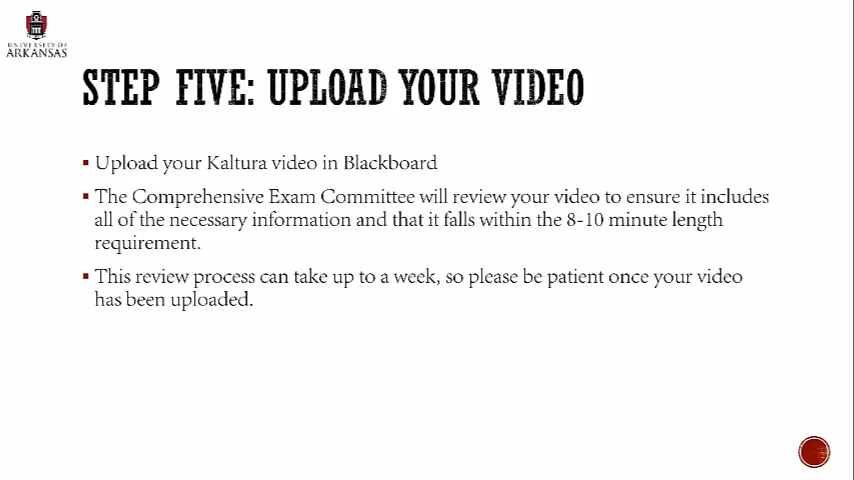 UNIVERSITY OF
ARKANSAS
STEP FIVE: UPLOAD YOUR VIDEO
▪ Upload your Kaltura video in Blackboard
▪ The Comprehensive Exam Committee will review your video to ensure it includes
all of the necessary information and that it falls within the 8-10 minute length
requirement.
▪ This review process can take up to a week, so please be patient once your video
has been uploaded.